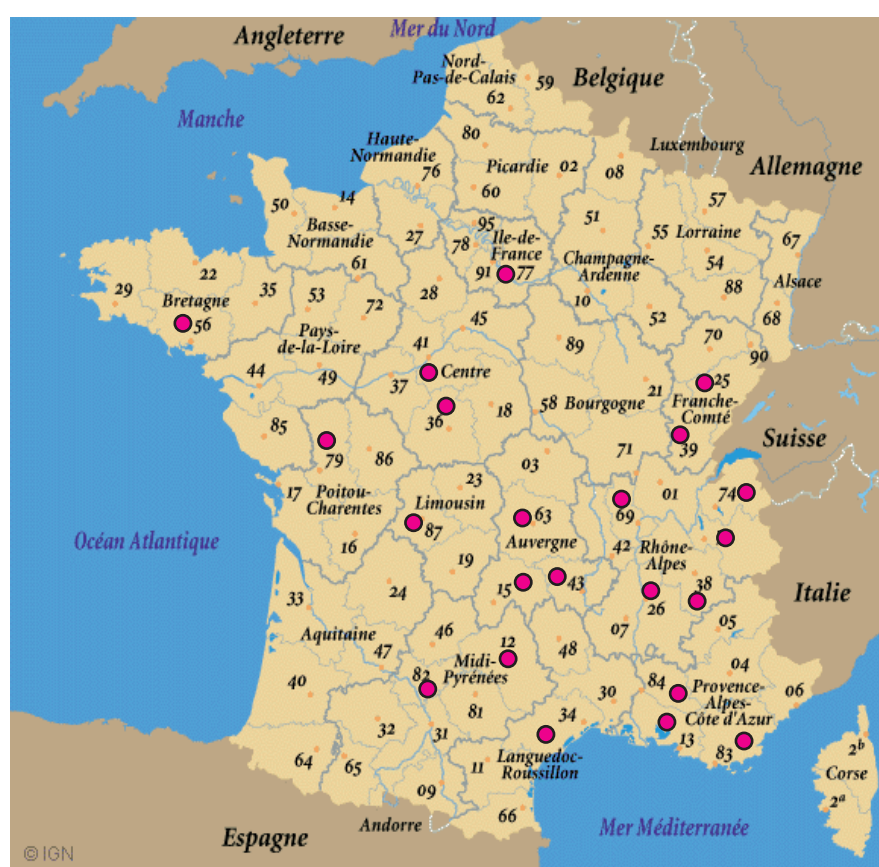 Mer du Nord
Angleterre
Nord-
Pas-de-Calais
59
62
Belgique
Manche
80
Haute-
Normandie
76
Picardie
02
08
60
Luxembourg
Allemagne
50
14
Basse-
Normandie
27
95
78
Ile-de-
France
91
77
51
Champagne-
Ardenne
55
57
Lorraine
54
67
Alsace
88
68
22
29
Bretagne
56
35
53
61
72
28
10
52
70
90
Pays-
de-la-Loire
45
89
41
Centre
44
49
37
18
58
Bourgogne
21
25
Franche-
Comté
39
36
Suisse
85
79
86
03
71
17
Poitou-
Charentes
16
23
Limousin
87
63
Auvergne
69
01
74
42
Rhône-
Alpes
38
Océan Atlantique
19
24
15
43
26
07
05
Italie
33
Aquitaine
46
12
48
47
82
Midi-
Pyrénées
04
84
Provence-
Alpes-
Côte d'Azur
06
40
32
81
30
34
31
13
83
64
65
11
Languedoc-
Roussillon
09
66
2b
Corse
2a
Andorre
Espagne
Mer Méditerranée
© IGN